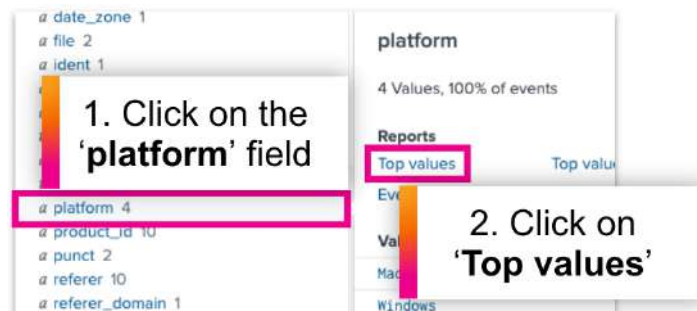 a date_zone 1
a file 2
a ident 1
1. Click on the
'platform' field
a platform 4
a product_id 10
a punct 2
a referer 10
a referer_domain 1
platform
4 Values, 100% of events
Reports
Top values
2. Click on
'Top values'
Windows